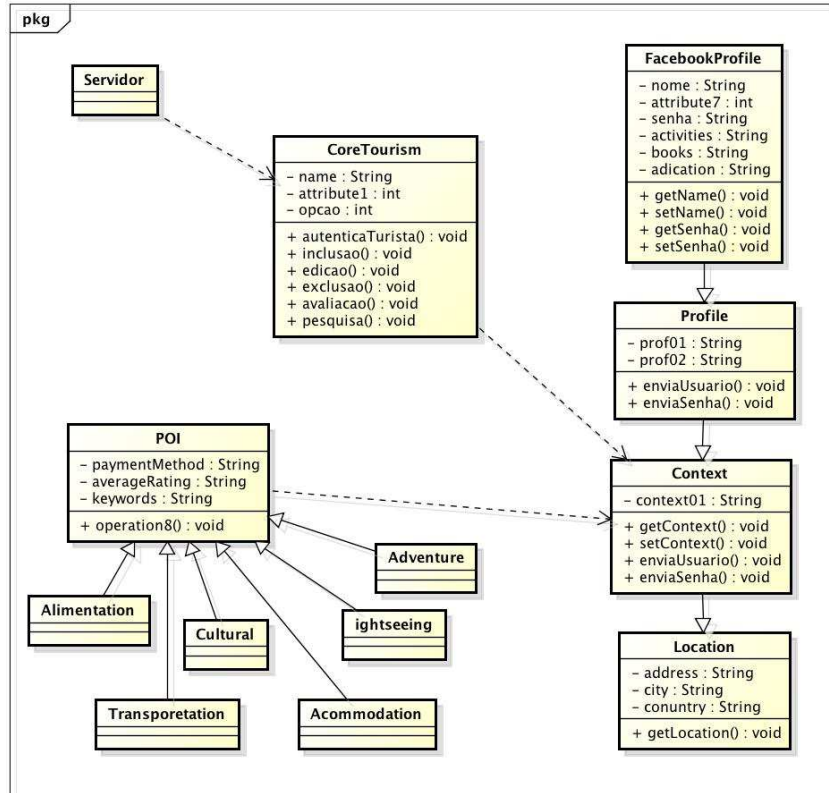 pkg
Servidor
CoreTourism
- name : String
- attribute1 : int
- opcao : int
+ autenticaTurista() : void
+ inclusao() : void
+ edicao() : void
+ exclusao() : void
+ avaliacao() : void
+ pesquisa() : void
FacebookProfile
- nome : String
- attribute7 : int
- senha : String
- activities : String
- books : String
- adication : String
+ getName() : void
+ setName() : void
+ getSenha() : void
+ setSenha() : void
Profile
- prof01 : String
- prof02 : String
+ enviaUsuario() : void
+ enviaSenha() : void
POI
- paymentMethod : String
- averageRating : String
- keywords : String
+ operation8() : void
Context
- context01 : String
+ getContext() : void
+ setContext() : void
+ enviaUsuario() : void
+ enviaSenha() : void
Adventure
Alimentation
Cultural
ightseeing
Transporetation
Acommodation
Location
- address : String
- city : String
- conuntry : String
+ getLocation() : void